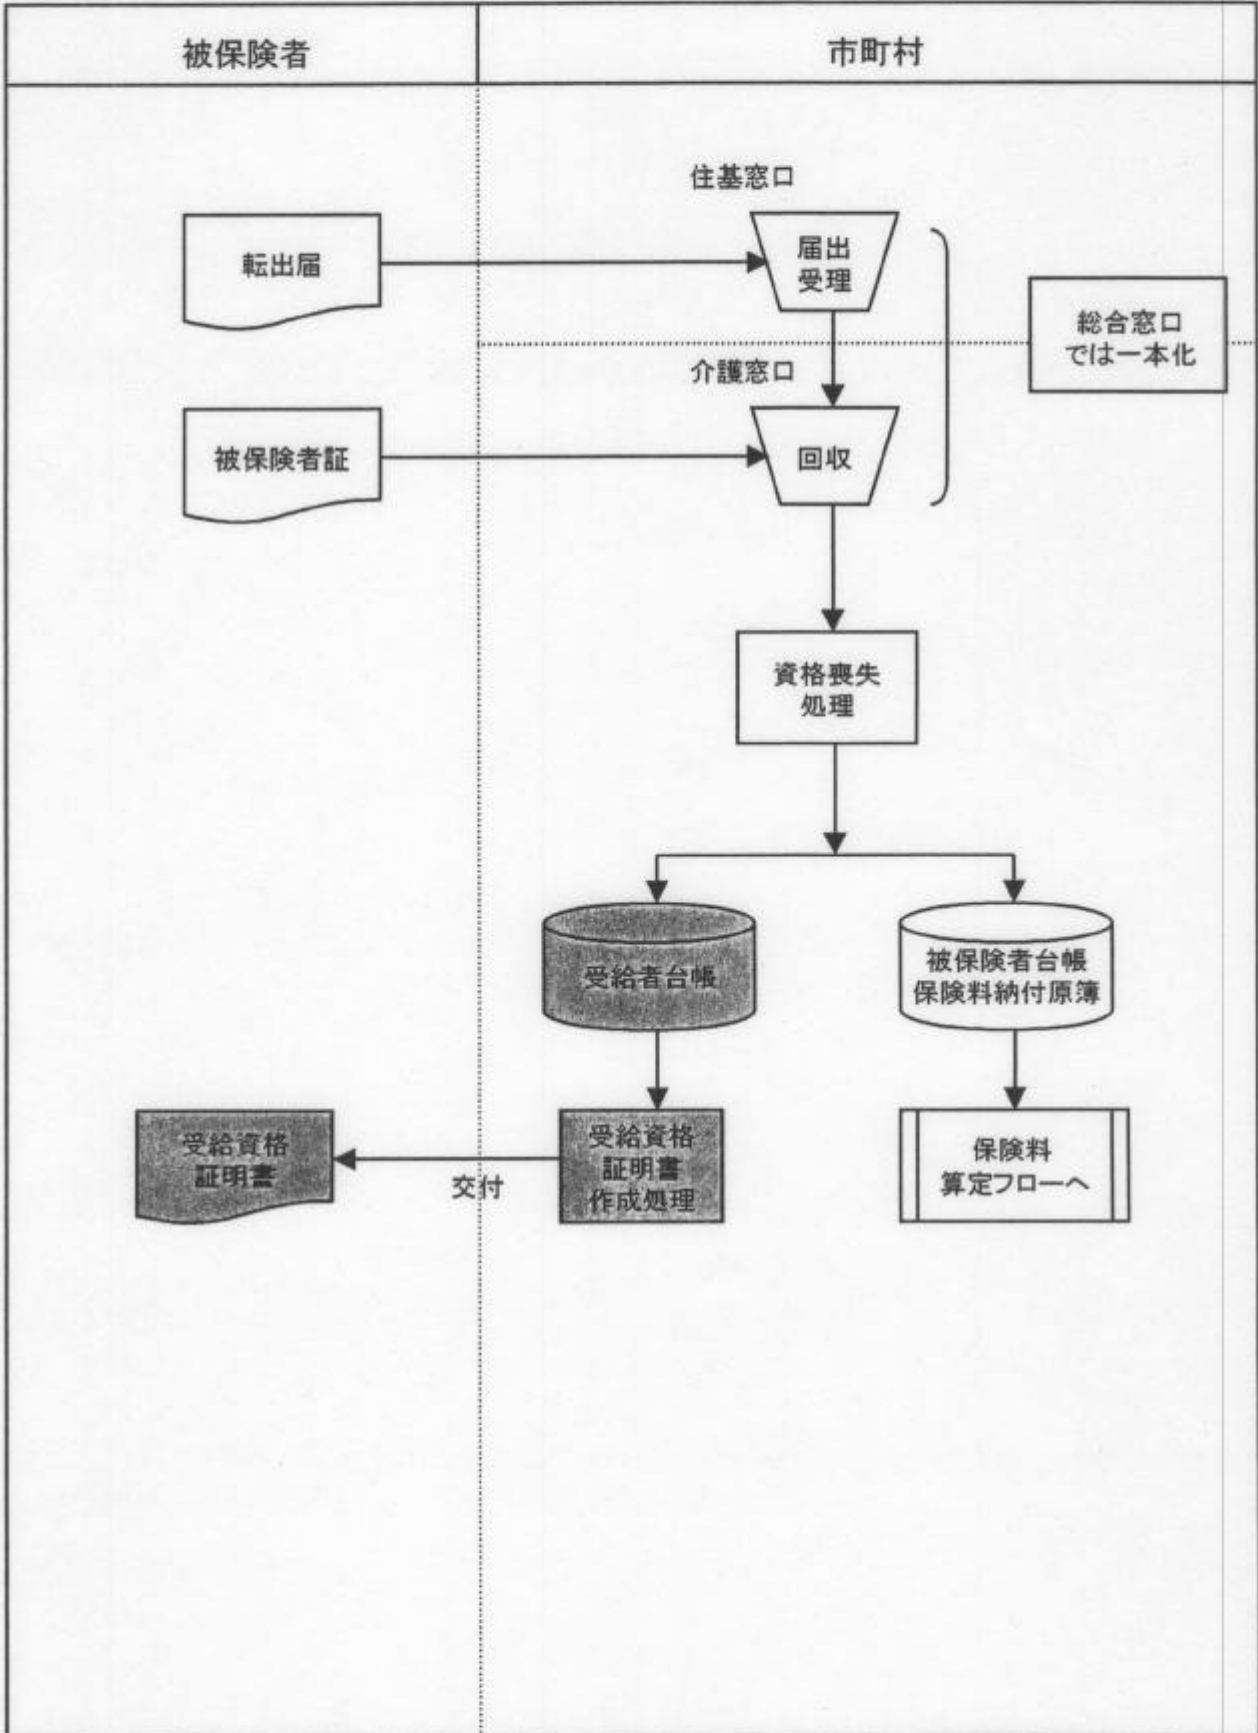 被保険者
市町村
住基窓口
転出届
届出
受理
総合窓口
では一本化
介護窓口
被保険者証
回収
資格喪失
処理
受給者台帳
被保険者台帳
保険料納付原簿
受給資格
証明書
交付
受給資格
証明書
作成処理
保険料
算定フローへ